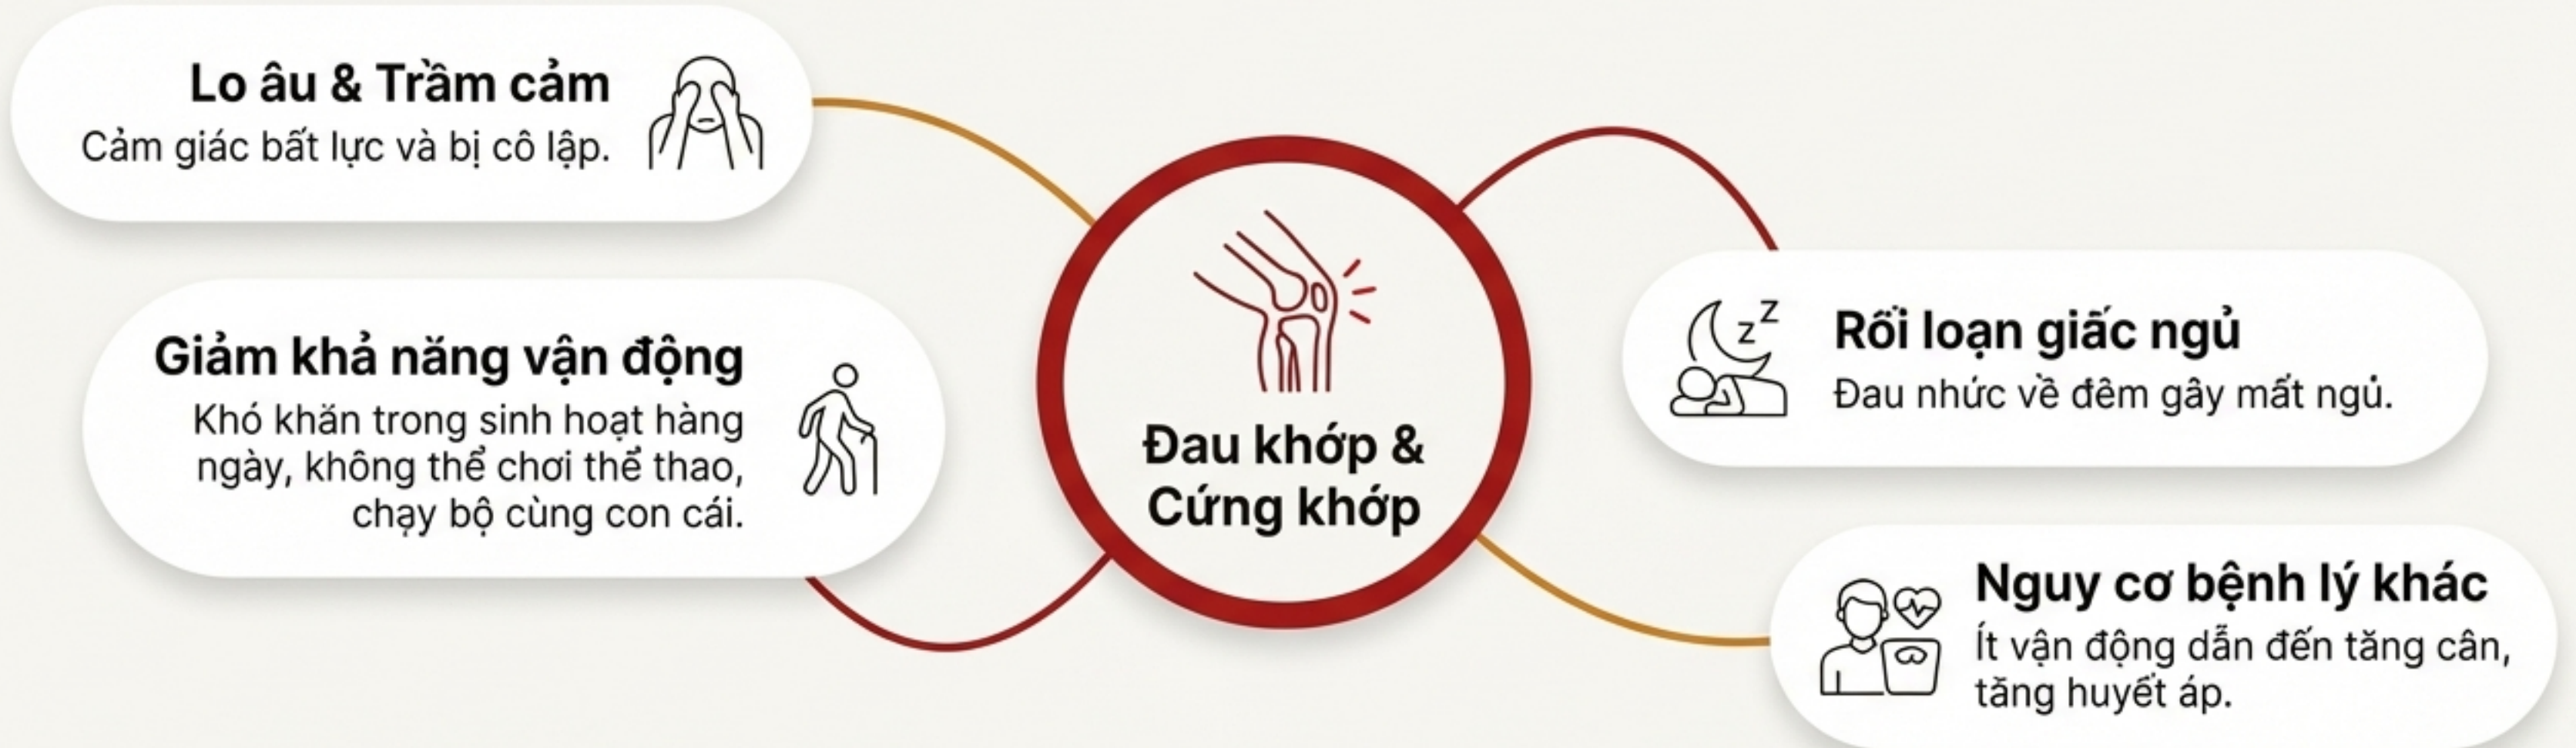 Lo âu & Trầm cảm
Cảm giác bất lực và bị cô lập.
Giảm khả năng vận động
Khó khăn trong sinh hoạt hàng
ngày, không thể chơi thể thao,
chạy bộ cùng con cái.
Đau khớp &
Cứng khớp
z z
Rối loạn giấc ngủ
Đau nhức về đêm gây mất ngủ.
Nguy cơ bệnh lý khác
Ít vận động dẫn đến tăng cân,
tăng huyết áp.